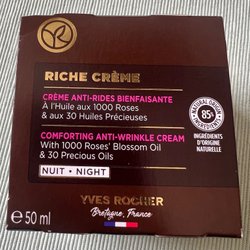 RICHE CRÈME
CRÈME ANTI-RIDES BIENFAISANTE
À l'Huile aux 1000 Roses
& aux 30 Huiles Précieuses
COMFORTING ANTI-WRINKLE CREAM
With 1000 Roses' Blossom Oil
& 30 Precious Oils
NUIT • NIGHT
NATURAL ORIGIN
85%
INGRÉDIENTS
D'ORIGINE
NATURELLE
YVES ROCHER
Bretagne, France
e 50 ml